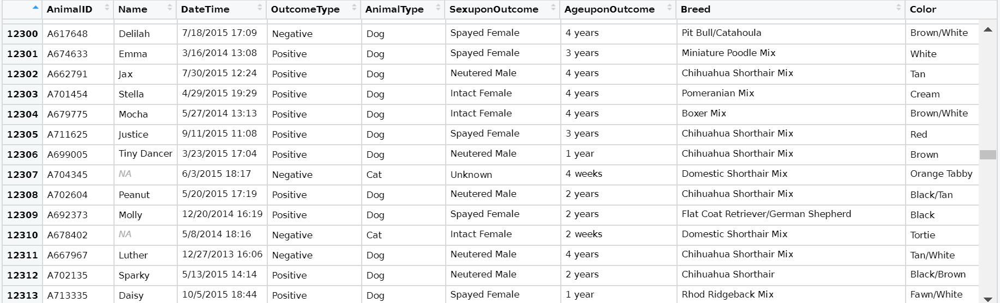 AnimalID Name DateTime OutcomeType AnimalType SexuponOutcome AgeuponOutcome Breed Color
12300 A617648 Delilah 7/18/2015 17:09 Negative Dog Spayed Female 4 years Pit Bull/Catahoula Brown/White
12301 A674633 Emma 3/16/2014 13:08 Positive Dog Spayed Female 3 years Miniature Poodle Mix White
12302 A662791 Jax 7/30/2015 12:24 Positive Dog Neutered Male 4 years Chihuahua Shorthair Mix Tan
12303 A701454 Stella 4/29/2015 19:29 Positive Dog Intact Female 4 years Pomeranian Mix Cream
12304 A679775 Mocha 5/27/2014 13:13 Positive Dog Intact Female 4 years Boxer Mix Brown/White
12305 A711625 Justice 9/11/2015 11:08 Positive Dog Spayed Female 3 years Chihuahua Shorthair Mix Red
12306 A699005 Tiny Dancer 3/23/2015 17:04 Positive Dog Neutered Male 1 year Chihuahua Shorthair Mix Brown
12307 A704345 NA 6/3/2015 18:17 Negative Cat Unknown 4 weeks Domestic Shorthair Mix Orange Tabby
12308 A702604 Peanut 5/20/2015 17:19 Positive Dog Neutered Male 2 years Chihuahua Shorthair Mix Black/Tan
12309 A692373 Molly 12/20/2014 16:19 Positive Dog Spayed Female 2 years Flat Coat Retriever/German Shepherd Black
12310 A678402 NA 5/8/2014 18:16 Negative Cat Intact Female 2 weeks Domestic Shorthair Mix Tortie
12311 A667967 Luther 12/27/2013 16:06 Negative Dog Neutered Male 4 years Chihuahua Shorthair Mix Tan/White
12312 A702135 Sparky 5/13/2015 14:14 Positive Dog Neutered Male 2 years Chihuahua Shorthair Black/Brown
12313 A713335 Daisy 10/5/2015 18:44 Positive Dog Spayed Female 1 year Rhod Ridgeback Mix Fawn/White